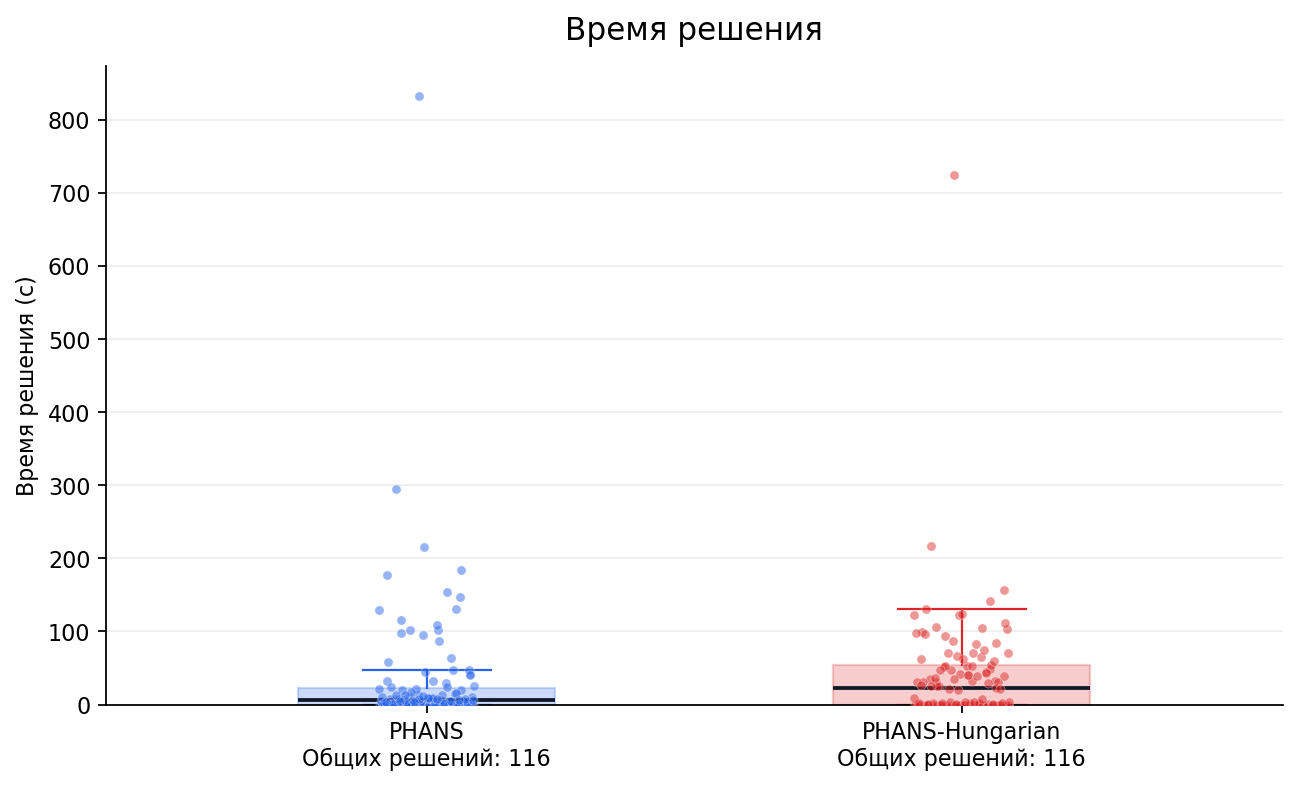 Время решения
Время решения (с)
800
700
600
500
400
300
200
100
0
PHANS
Общих решений: 116
PHANS-Hungarian
Общих решений: 116